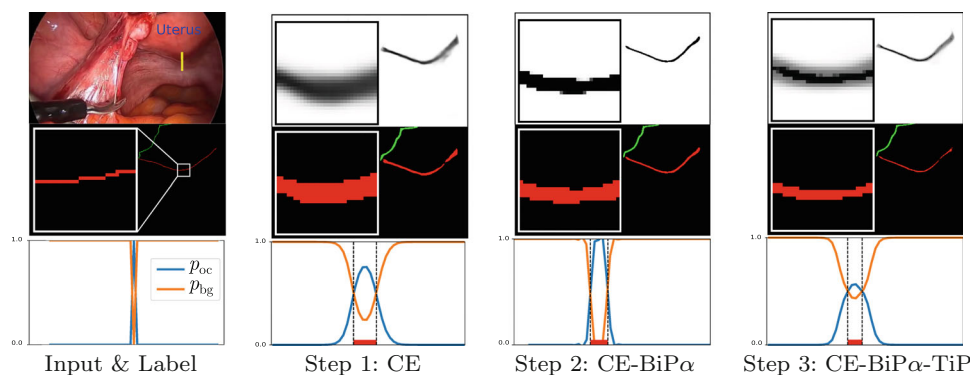 Uterus
1.0
p_oc
p_bg
0.0
Input & Label
1.0
0.0
Step 1: CE
1.0
0.0
Step 2: CE-BiPα
1.0
0.0
Step 3: CE-BiPα-TiP